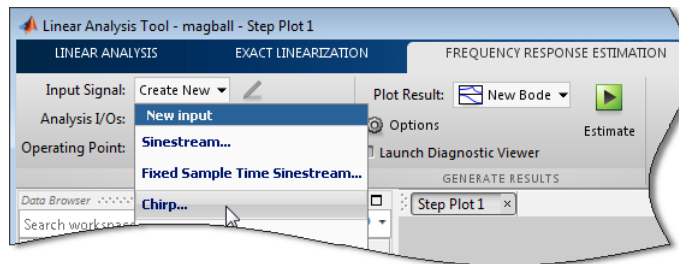 Linear Analysis Tool - magball - Step Plot 1
LINEAR ANALYSIS EXACT LINEARIZATION FREQUENCY RESPONSE ESTIMATION
Input Signal: Create New Plot Result: New Bode
Analysis I/Os: New input Options Estimate
Operating Point: Sinestream... Launch Diagnostic Viewer
Fixed Sample Time Sinestream...
GENERATE RESULTS
Data Browser Chirp... Step Plot 1 ×
Search workspace